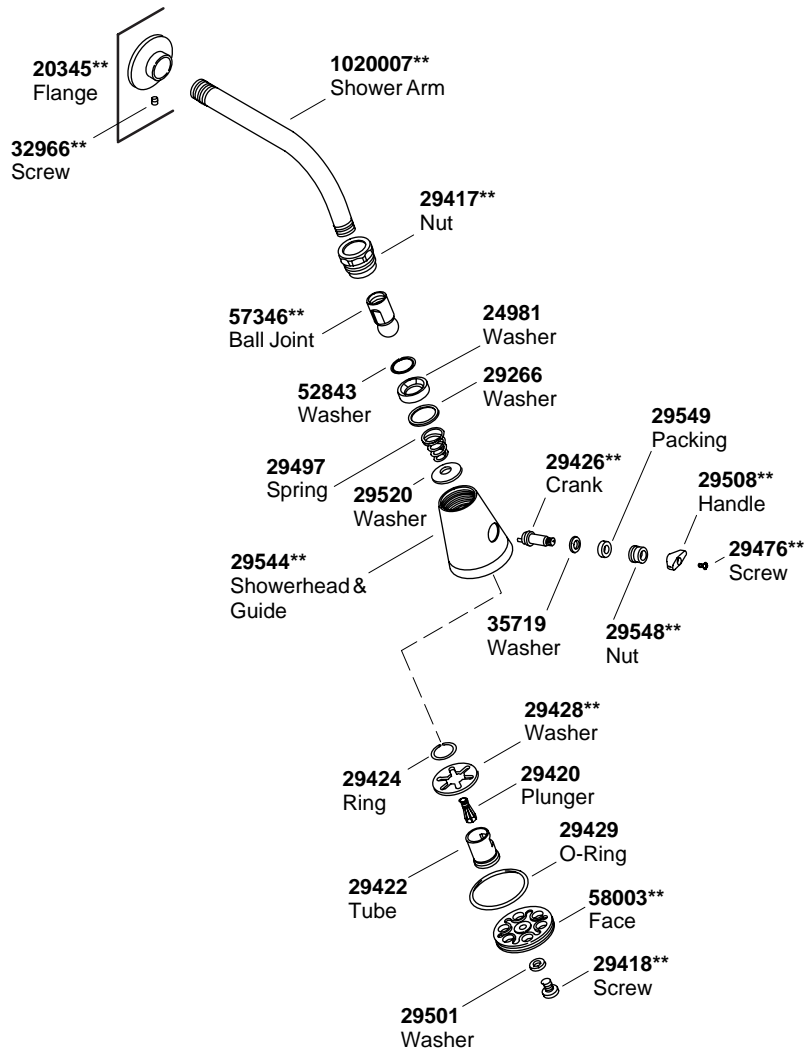 20345**
Flange
1020007**
Shower Arm
32966**
Screw
29417**
Nut
57346**
Ball Joint
24981
Washer
52843
Washer
29266
Washer
29549
Packing
29497
Spring
29426**
Crank
29508**
Handle
29520
Washer
29476**
Screw
29544**
Showerhead &
Guide
35719
Washer
29548**
Nut
29428**
Washer
29424
Ring
29420
Plunger
29429
O-Ring
29422
Tube
58003**
Face
29418**
Screw
29501
Washer